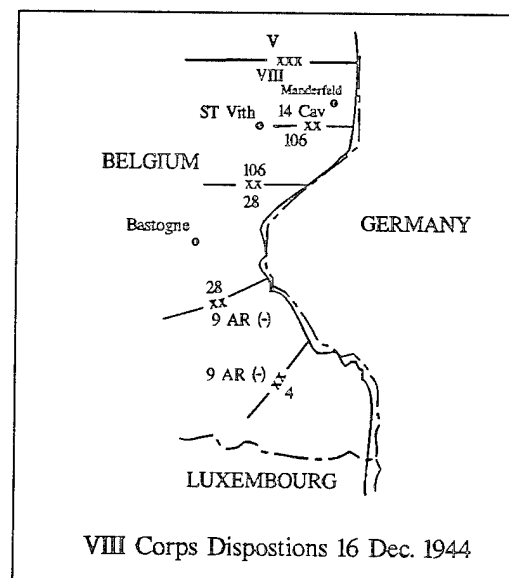 V
XXX
VIII
Manderfeld
14 Cav
ST Vith
XX
106
BELGIUM
106
XX
28
Bastogne
GERMANY
28
XX
9 AR (-)
9 AR (-)
XX
4
LUXEMBOURG
VIII Corps Dispostions 16 Dec. 1944